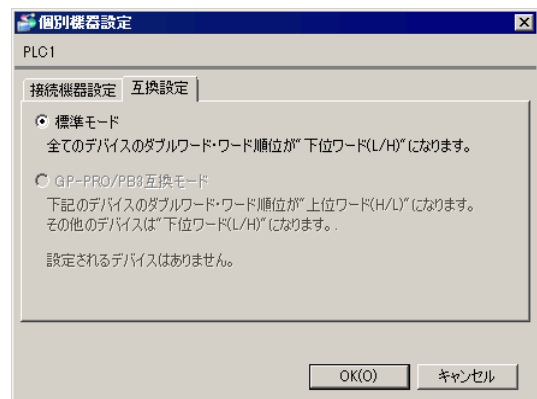 個別機器設定
PLC1
接続機器設定 互換設定
標準モード
全てのデバイスのダブルワード・ワード順位が"下位ワード(L/H)"になります。
GP-PRO/PB3互換モード
下記のデバイスのダブルワード・ワード順位が"上位ワード(H/L)"になります。
その他のデバイスは"下位ワード(L/H)"になります。.
設定されるデバイスはありません。
OK(O) キャンセル